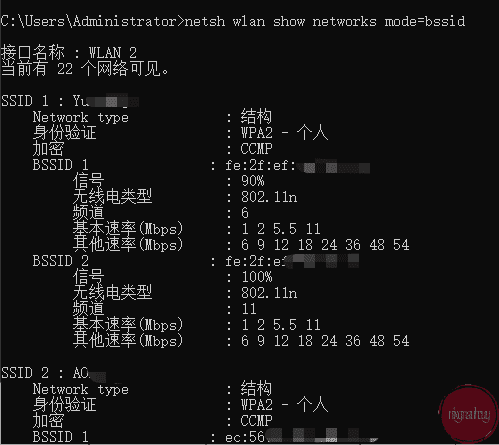 C:\Users\Administrator>netsh wlan show networks mode=bssid
接口名称 : WLAN 2
当前有 22 个网络可见。
SSID 1 : Yu
Network type : 结构
身份验证 : WPA2 - 个人
加密 : CCMP
BSSID 1 : fe:2f:ef:
信号 : 90%
无线电类型 : 802.11n
频道 : 6
基本速率(Mbps) : 1 2 5.5 11
其他速率(Mbps) : 6 9 12 18 24 36 48 54
BSSID 2 : fe:2f:ef
信号 : 100%
无线电类型 : 802.11n
频道 : 11
基本速率(Mbps) : 1 2 5.5 11
其他速率(Mbps) : 6 9 12 18 24 36 48 54
SSID 2 : AO
Network type : 结构
身份验证 : WPA2 - 个人
加密 : CCMP
BSSID 1 : ec:56